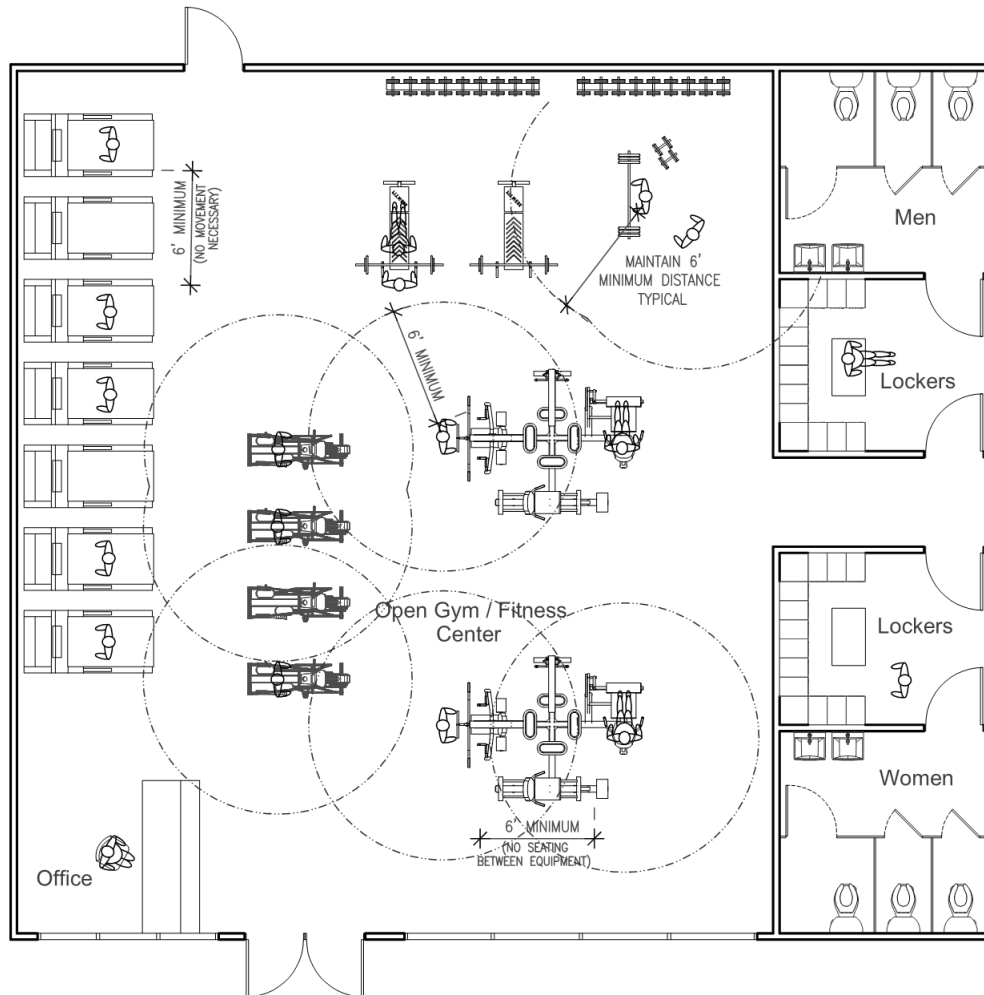 6' MINIMUM
(NO MOVEMENT
NECESSARY)
MAINTAIN 6'
MINIMUM DISTANCE
TYPICAL
Men
6' MINIMUM
Lockers
Open Gym / Fitness
Center
Lockers
Women
6' MINIMUM
(NO SEATING
BETWEEN EQUIPMENT)
Office